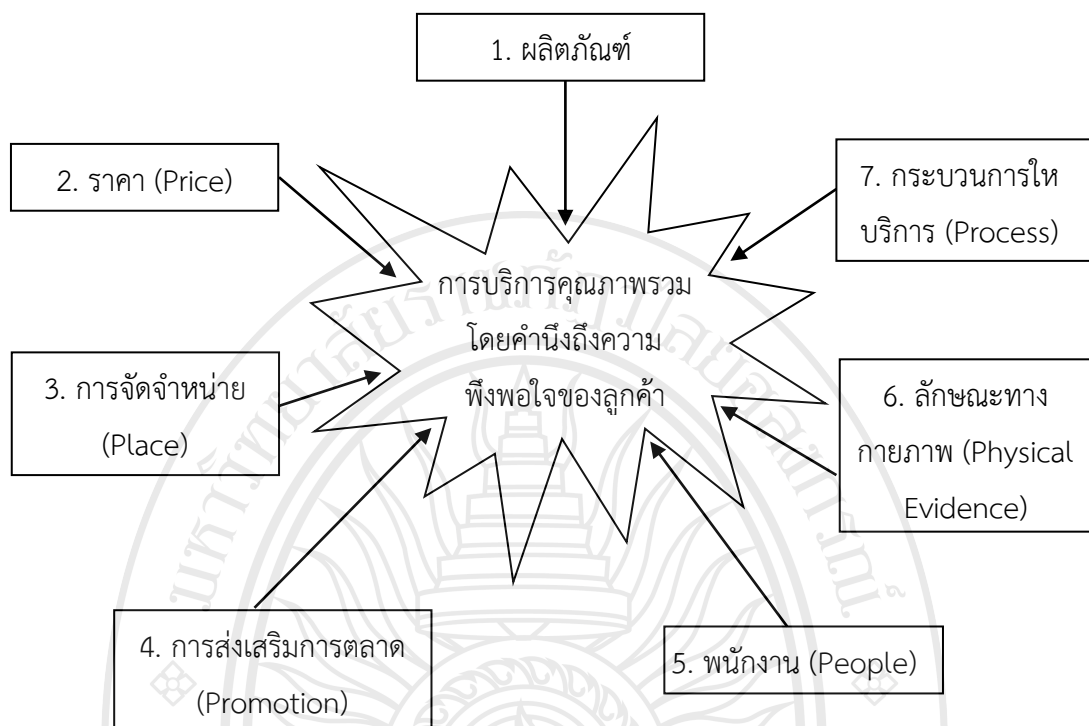 1. ผลิตภัณฑ์
2. ราคา (Price)
7. กระบวนการให
บริการ (Process)
การบริการคุณภาพรวม
โดยคำนึงถึงความ
พึงพอใจของลูกค้า
3. การจัดจำหน่าย
(Place)
6. ลักษณะทาง
กายภาพ (Physical
Evidence)
4. การส่งเสริมการตลาด
(Promotion)
5. พนักงาน (People)